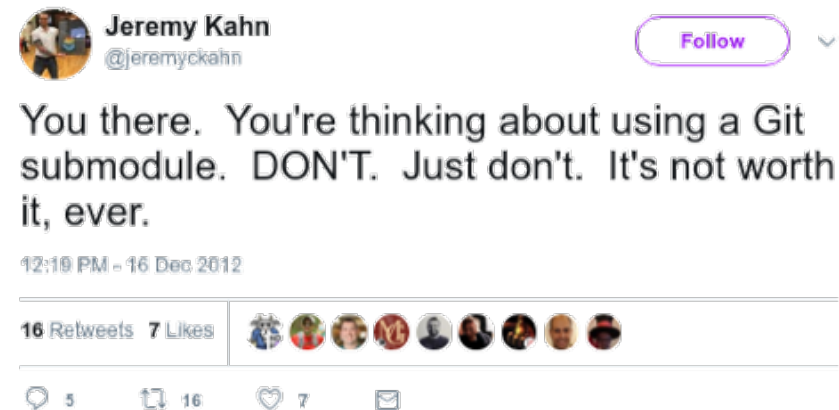 Jeremy Kahn
@jeremyckahn
Follow
You there.  You're thinking about using a Git
submodule.  DON'T.  Just don't.  It's not worth
it, ever.
12:19 PM - 16 Dec 2012
16 Retweets 7 Likes
5 16 7